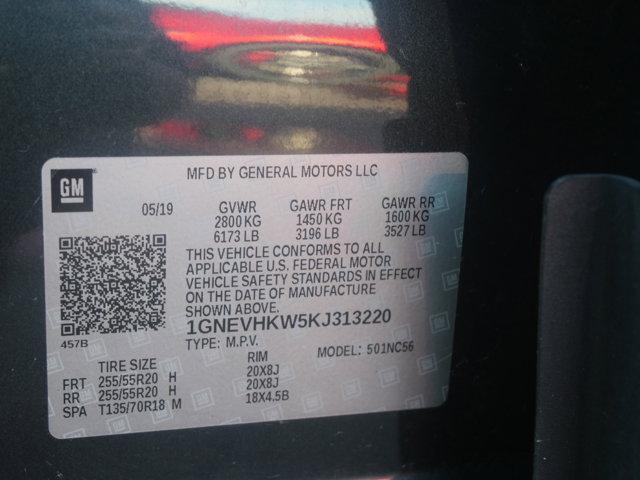 GM
MFD BY GENERAL MOTORS LLC
05/19
GVWR GAWR FRT GAWR RR
2800 KG 1450 KG 1600 KG
6173 LB 3196 LB 3527 LB
THIS VEHICLE CONFORMS TO ALL
APPLICABLE U.S. FEDERAL MOTOR
VEHICLE SAFETY STANDARDS IN EFFECT
ON THE DATE OF MANUFACTURE
SHOWN ABOVE.
457B
1GNEVHKW5KJ313220
TYPE: M.P.V. MODEL: 501NC56
TIRE SIZE RIM
FRT 255/55R20 H 20X8J
RR 255/55R20 H 20X8J
SPA T135/70R18 M 18X4.5B